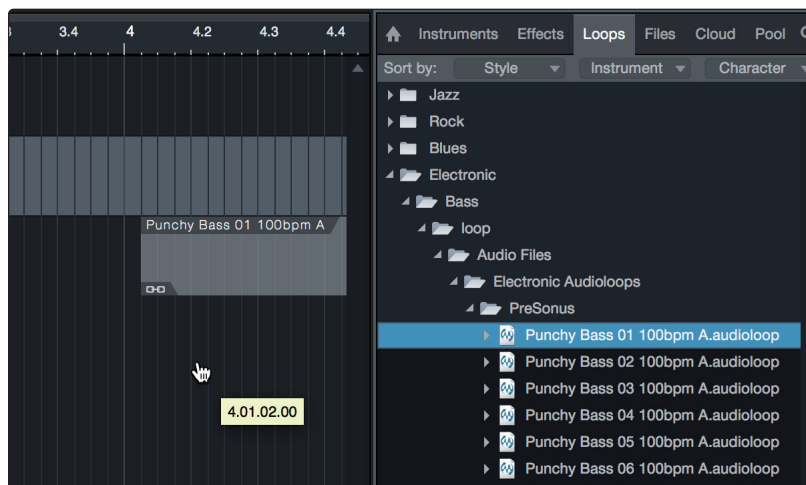 3.4 4 4.2 4.3 4.4
Instruments Effects Loops Files Cloud Pool
Sort by: Style Instrument Character
Jazz
Rock
Blues
Electronic
Bass
loop
Audio Files
Electronic Audioloops
PreSonus
Punchy Bass 01 100bpm A.audioloop
Punchy Bass 02 100bpm A.audioloop
Punchy Bass 03 100bpm A.audioloop
Punchy Bass 04 100bpm A.audioloop
Punchy Bass 05 100bpm A.audioloop
Punchy Bass 06 100bpm A.audioloop
Punchy Bass 01 100bpm A
4.01.02.00